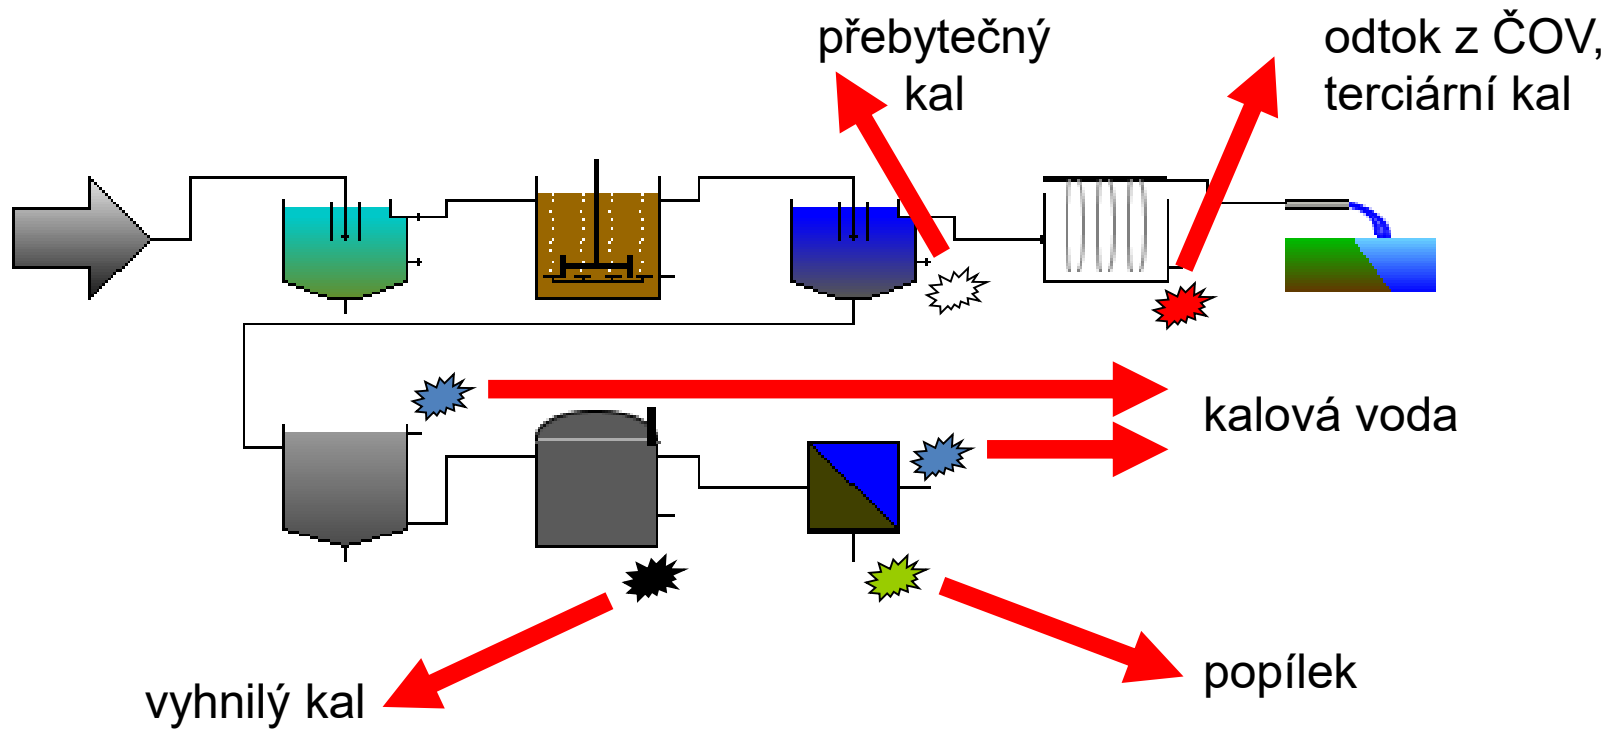 přebytečný
kal
odtok z ČOV,
terciární kal
kalová voda
vyhnilý kal
popílek